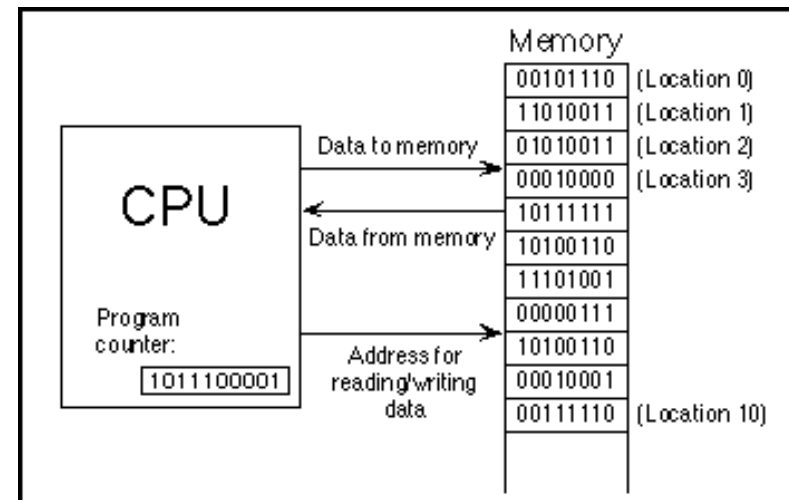 Memory
00101110 (Location 0)
11010011 (Location 1)
Data to memory 01010011 (Location 2)
00010000 (Location 3)
CPU 10111111
Data from memory 10100110
11101001
Program 00000111
counter: 10100110
1011100001 Address for 00010001
reading/writing 00111110 (Location 10)
data